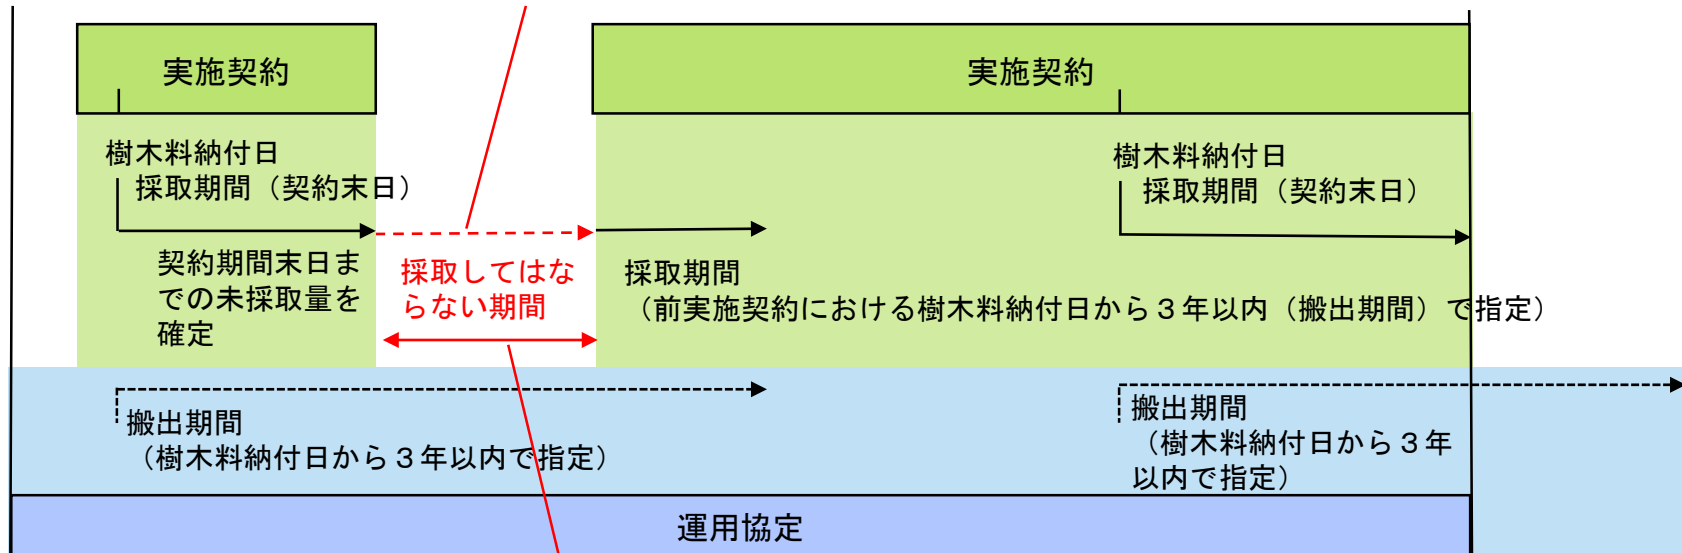 実施契約
実施契約
樹木料納付日
採取期間（契約末日）
契約期間末日ま
での未採取量を
確定
採取してはな
らない期間
採取期間
（前実施契約における樹木料納付日から３年以内（搬出期間）で指定）
樹木料納付日
採取期間（契約末日）
搬出期間
（樹木料納付日から３年以内で指定）
搬出期間
（樹木料納付日から３年
以内で指定）
運用協定